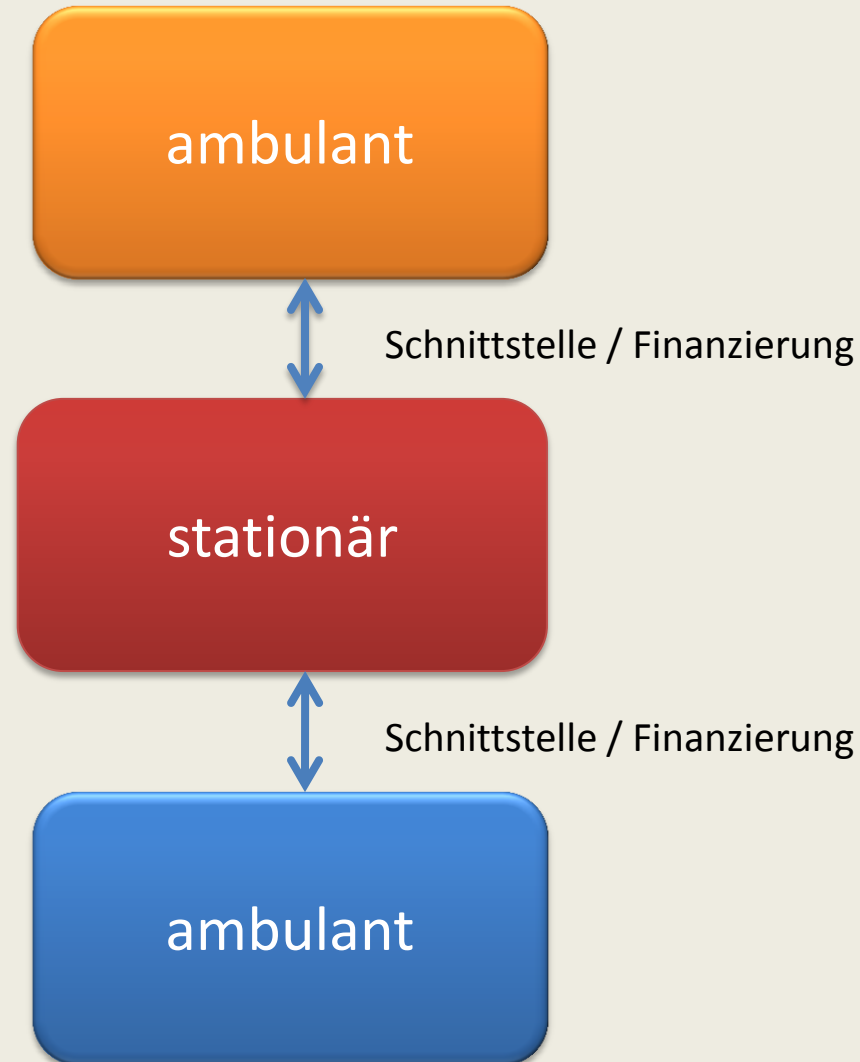 ambulant
Schnittstelle / Finanzierung
stationär
Schnittstelle / Finanzierung
ambulant